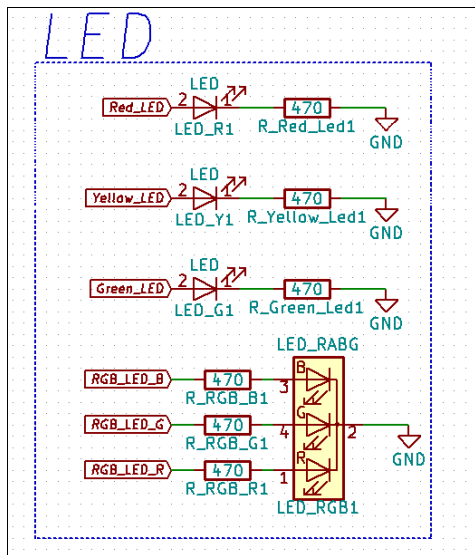 LED
LED
Red_LED 2 1 470
LED_R1 R_Red_Led1 GND
LED
Yellow_LED 2 1 470
LED_Y1 R_Yellow_Led1 GND
LED
Green_LED 2 1 470
LED_G1 R_Green_Led1 GND
LED_RABG
RGB_LED_B 470 3 B
R_RGB_B1
RGB_LED_G 470 4 G 2
R_RGB_G1 GND
RGB_LED_R 470 1 R
R_RGB_R1 LED_RGB1